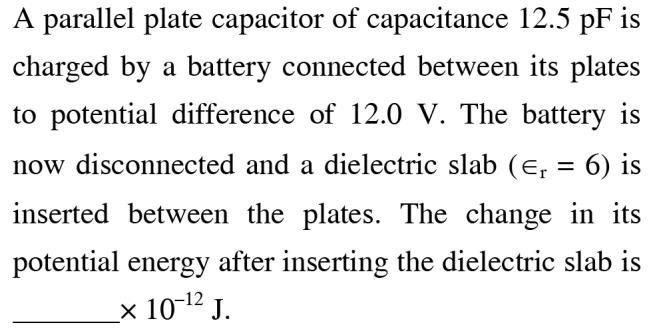 A parallel plate capacitor of capacitance 12.5 pF is
charged by a battery connected between its plates
to potential difference of 12.0 V. The battery is
now disconnected and a dielectric slab (∈r = 6) is
inserted between the plates. The change in its
potential energy after inserting the dielectric slab is
________× 10⁻¹² J.